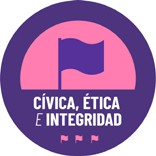 CÍVICA, ÉTICA
E INTEGRIDAD